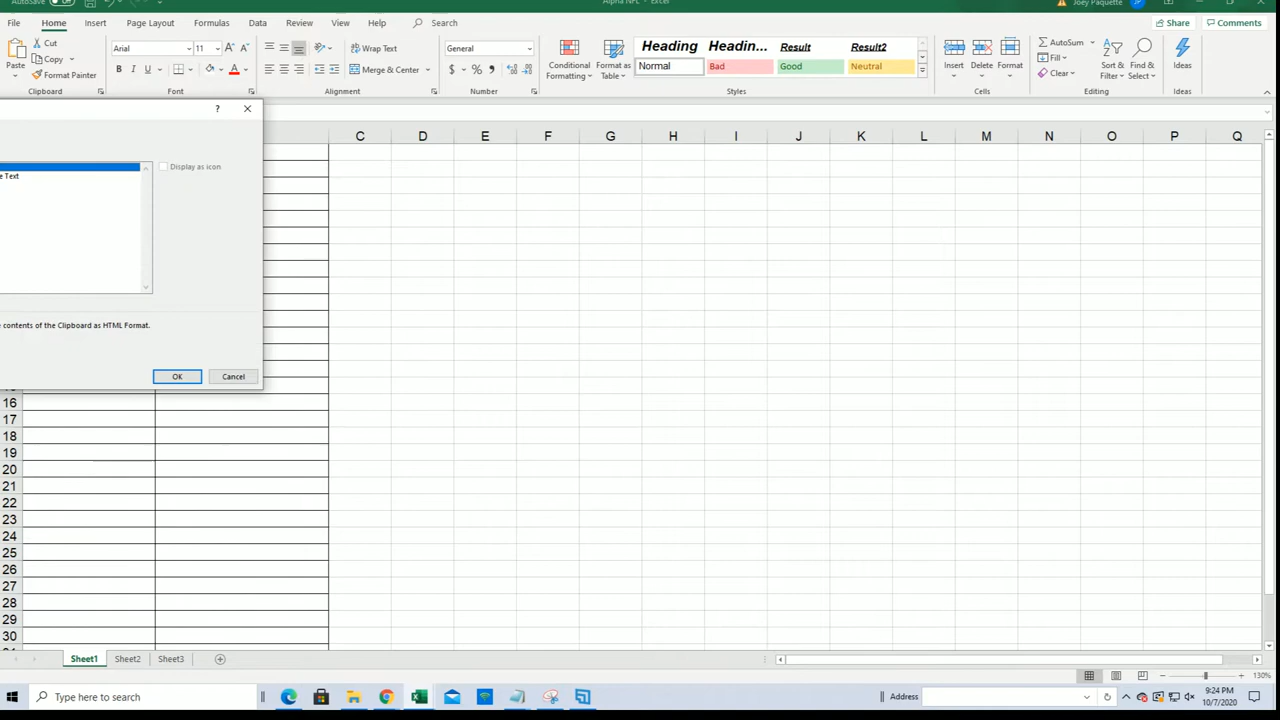 AutoSave Alpha NFL - Excel Joey Paquette JP
File Home Insert Page Layout Formulas Data Review View Help Search Share Comments
Cut
Copy
Format Painter
Paste
Clipboard
Arial 11
B I U
Font
Wrap Text
Merge & Center
Alignment
General
$ % ,
Number
Conditional
Formatting
Format as
Table
Heading Headin... Result Result2
Normal Bad Good Neutral
Styles
Insert Delete Format
Cells
AutoSum
Fill
Clear
Sort &
Filter
Find &
Select
Editing
Ideas
Ideas
?
C D E F G H I J K L M N O P Q
Display as icon
e Text
contents of the Clipboard as HTML Format.
OK Cancel
16
17
18
19
20
21
22
23
24
25
26
27
28
29
30
Sheet1 Sheet2 Sheet3
130%
Type here to search
Address
9:24 PM
10/7/2020